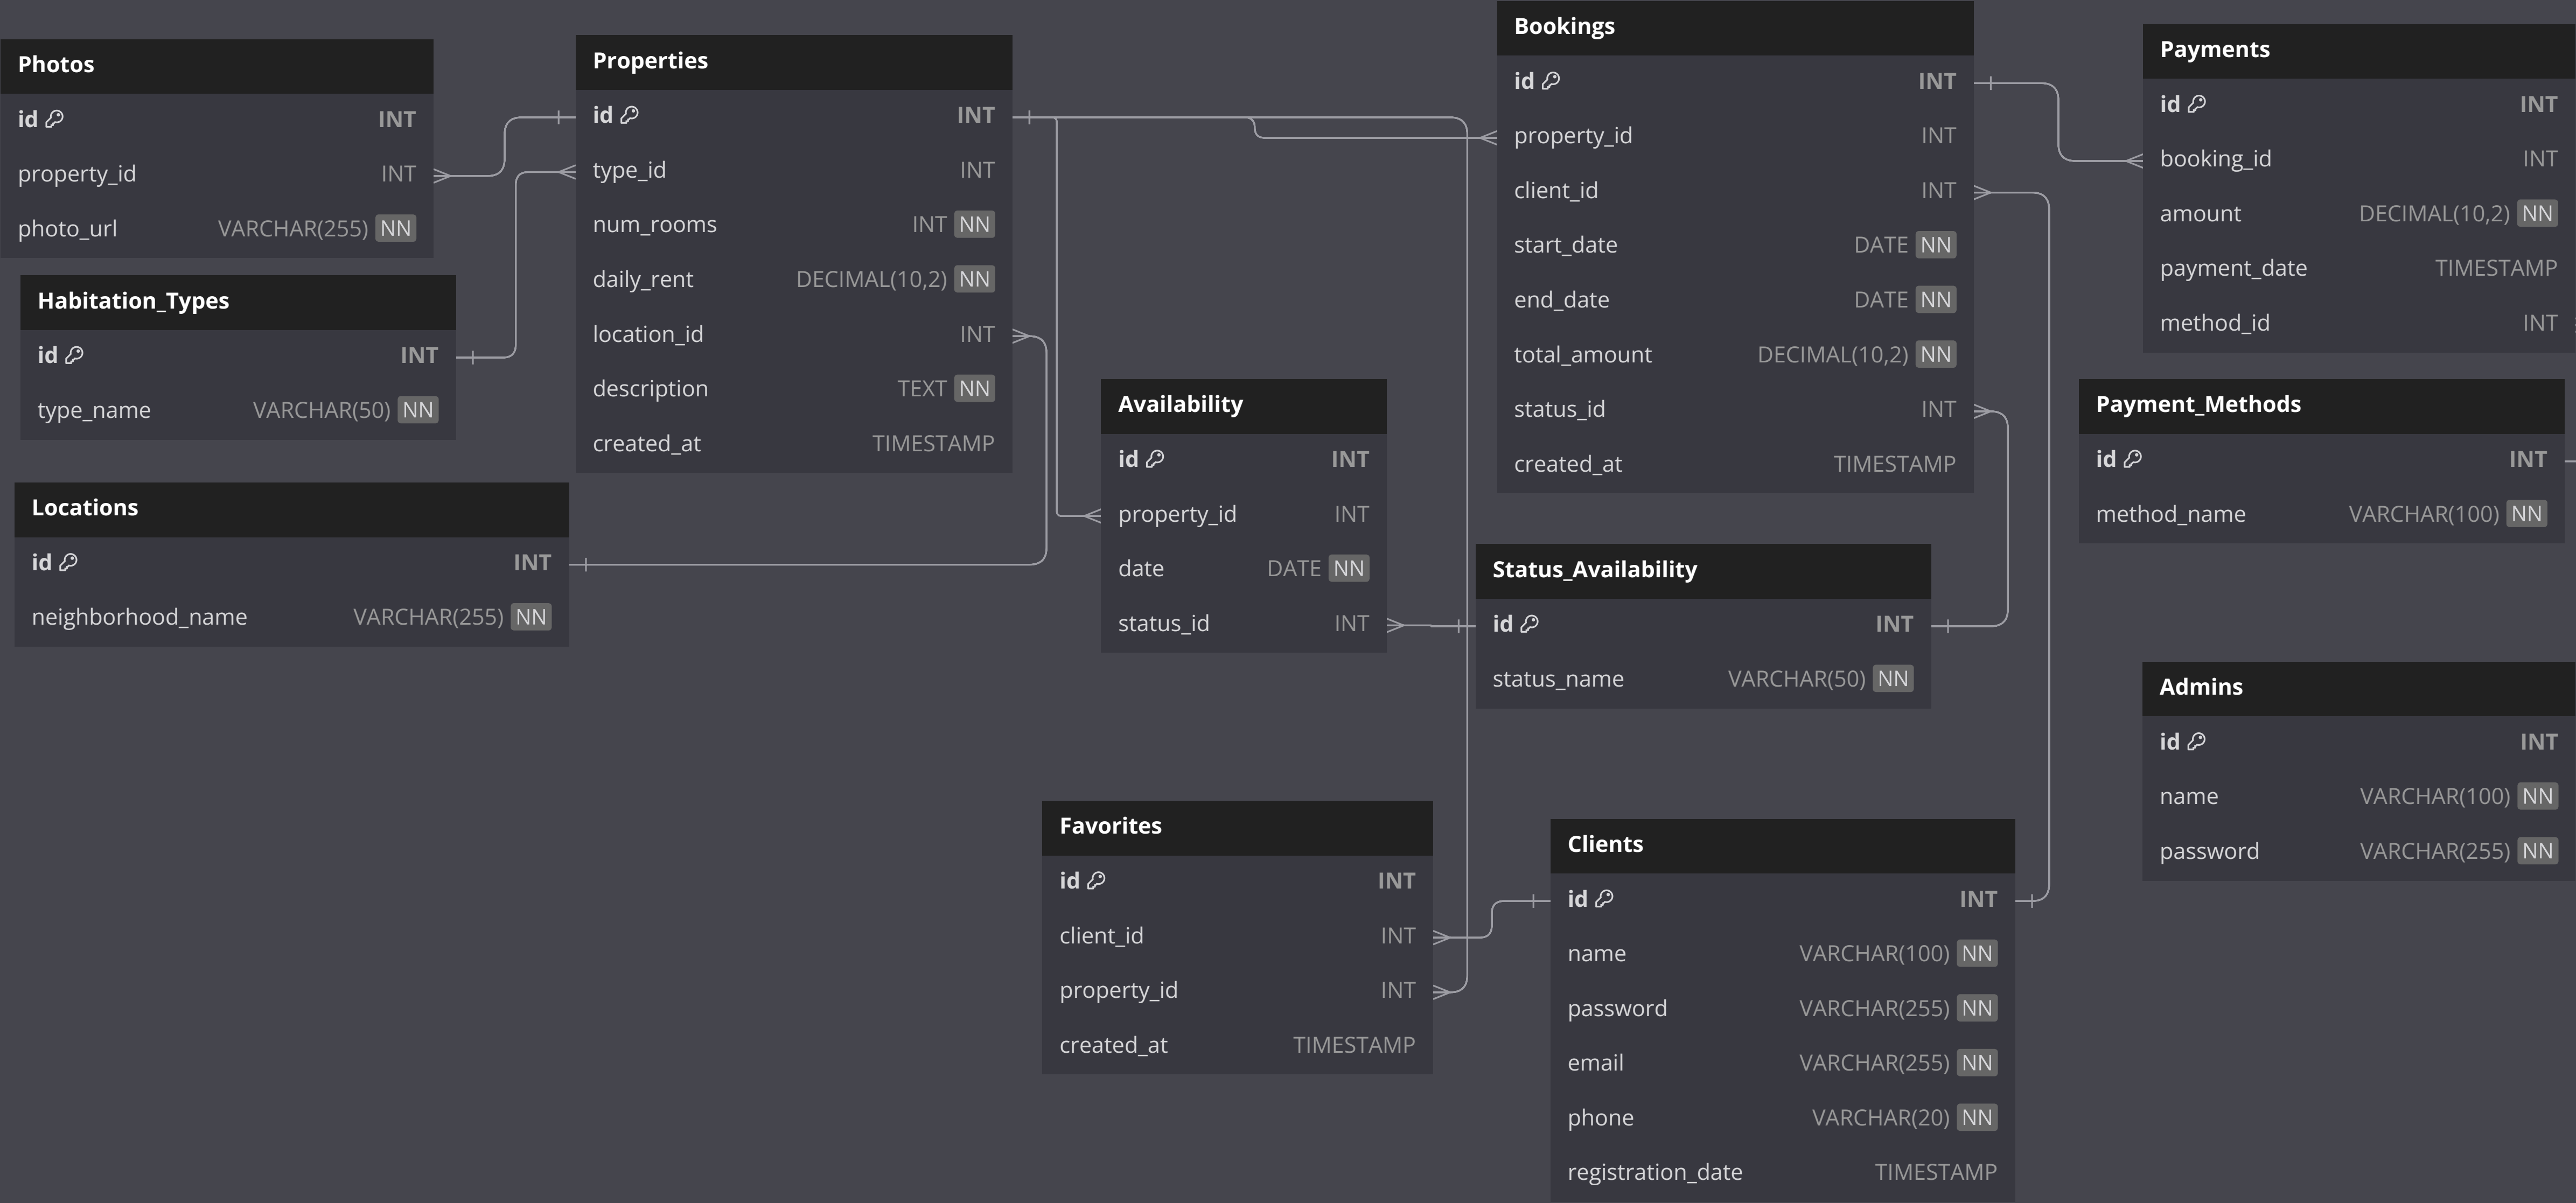 Photos
id INT
property_id INT
photo_url VARCHAR(255) NN
Habitation_Types
id INT
type_name VARCHAR(50) NN
Locations
id INT
neighborhood_name VARCHAR(255) NN
Properties
id INT
type_id INT
num_rooms INT NN
daily_rent DECIMAL(10,2) NN
location_id INT
description TEXT NN
created_at TIMESTAMP
Availability
id INT
property_id INT
date DATE NN
status_id INT
Favorites
id INT
client_id INT
property_id INT
created_at TIMESTAMP
Bookings
id INT
property_id INT
client_id INT
start_date DATE NN
end_date DATE NN
total_amount DECIMAL(10,2) NN
status_id INT
created_at TIMESTAMP
Status_Availability
id INT
status_name VARCHAR(50) NN
Clients
id INT
name VARCHAR(100) NN
password VARCHAR(255) NN
email VARCHAR(255) NN
phone VARCHAR(20) NN
registration_date TIMESTAMP
Payments
id INT
booking_id INT
amount DECIMAL(10,2) NN
payment_date TIMESTAMP
method_id INT
Payment_Methods
id INT
method_name VARCHAR(100) NN
Admins
id INT
name VARCHAR(100) NN
password VARCHAR(255) NN